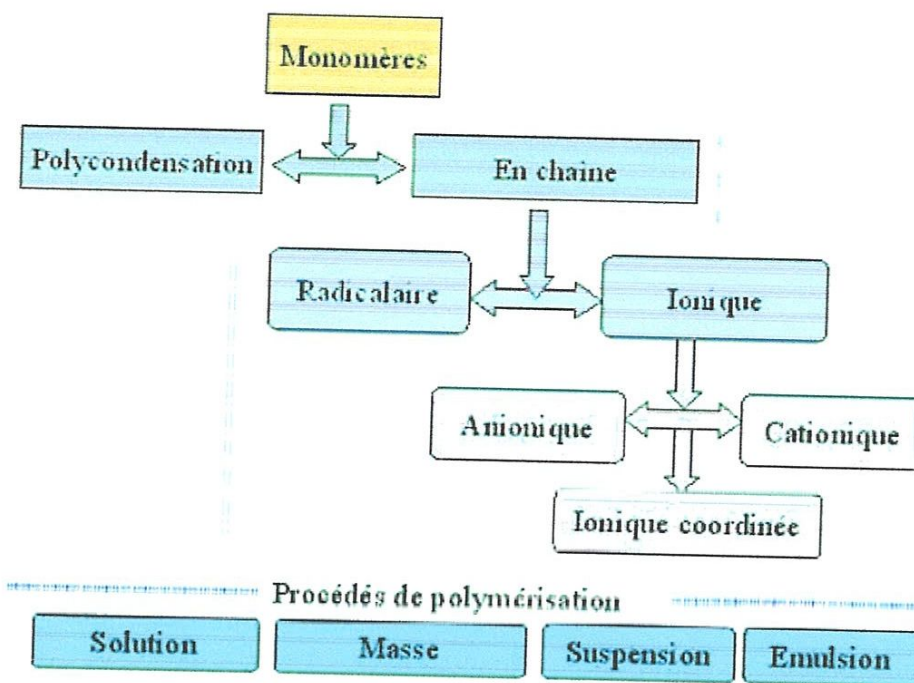 Monomères
Polycondensation
En chaine
Radicalaire
Ionique
Anionique
Cationique
Ionique coordinée
Procédés de polymérisation
Solution
Masse
Suspension
Emulsion